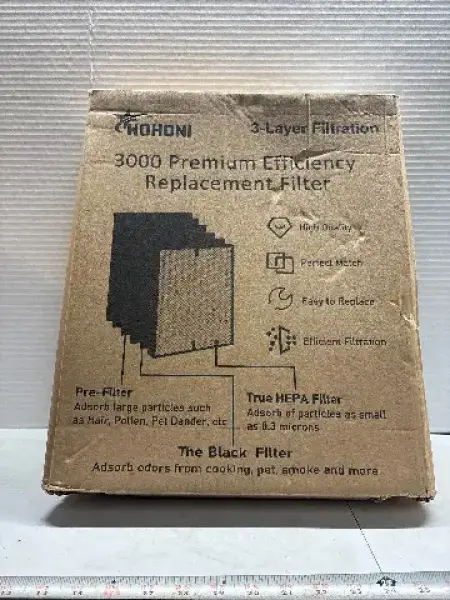 HOHONI
3-Layer Filtration
3000 Premium Efficiency
Replacement Filter
High Quality
Perfect Match
Easy to Replace
Efficient Filtration
Pre-Filter
Adsorb large particles such
as Hair, Pollen, Pet Dander, etc
True HEPA Filter
Adsorb of particles as small
as 0.3 microns
The Black Filter
Adsorb odors from cooking, pet, smoke and more